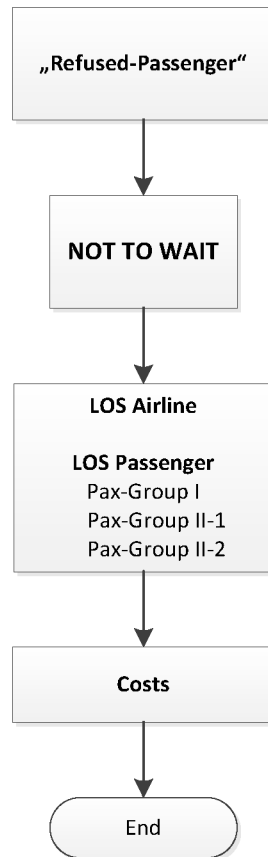 „Refused-Passenger“
NOT TO WAIT
LOS Airline
LOS Passenger
Pax-Group I
Pax-Group II-1
Pax-Group II-2
Costs
End